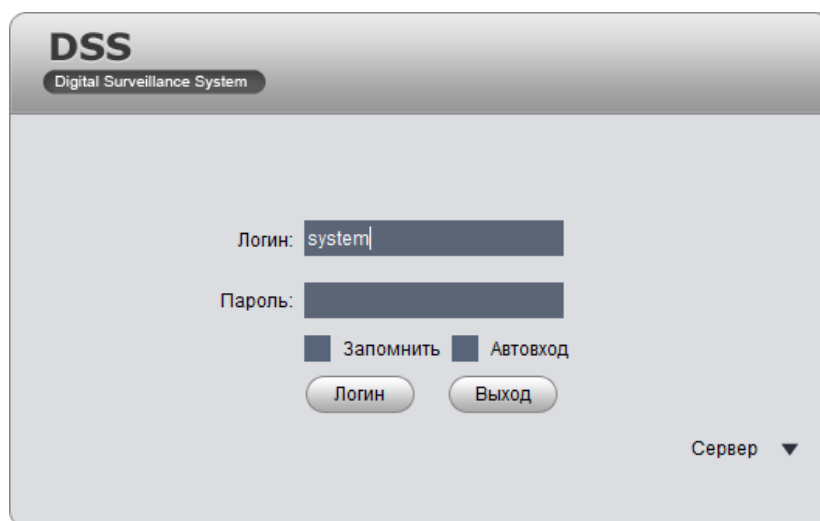 DSS
Digital Surveillance System
Логин: system
Пароль:
Запомнить Автовход
Логин Выход
Сервер